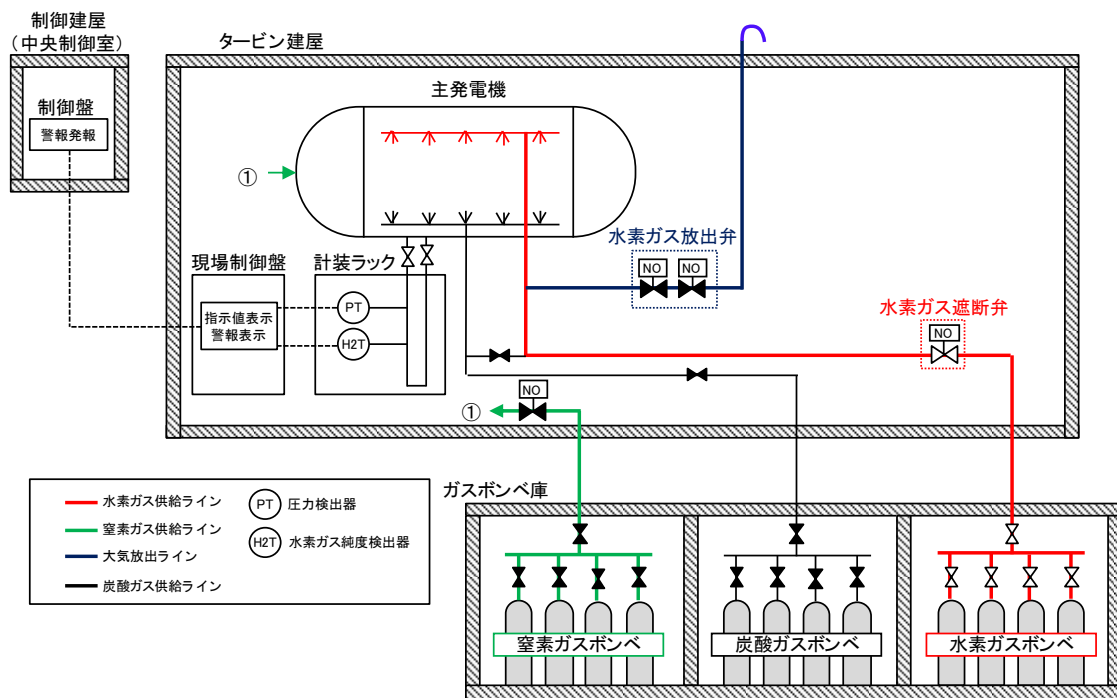 制御建屋
（中央制御室）
タービン建屋
制御盤
警報発報
主発電機
①
水素ガス放出弁
NO
NO
現場制御盤
計装ラック
指示値表示
警報表示
PT
H2T
水素ガス遮断弁
NO
NO
①
水素ガス供給ライン
窒素ガス供給ライン
大気放出ライン
炭酸ガス供給ライン
PT
圧力検出器
H2T
水素ガス純度検出器
ガスボンベ庫
窒素ガスボンベ
炭酸ガスボンベ
水素ガスボンベ